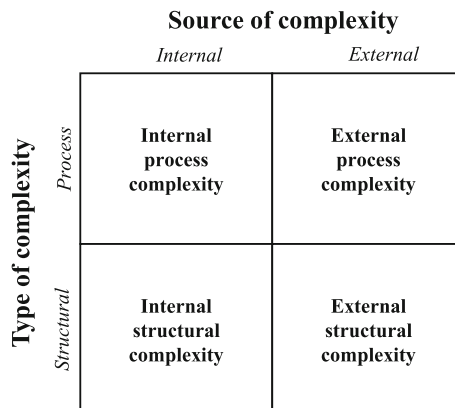 Source of complexity
Internal External
Type of complexity
Process
Internal
process
complexity
External
process
complexity
Structural
Internal
structural
complexity
External
structural
complexity